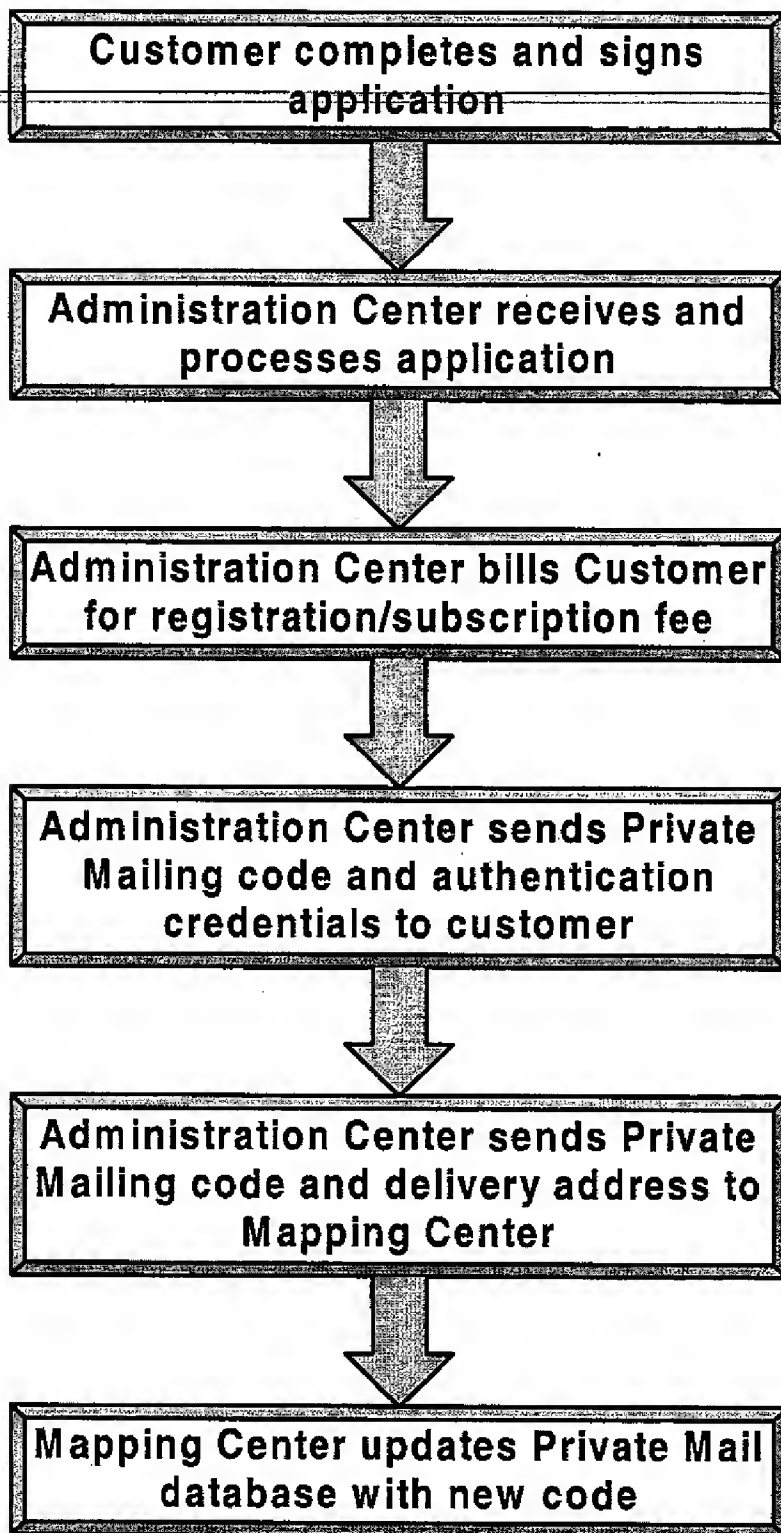 Customer completes and signs
application
Administration Center receives and
processes application
Administration Center bills Customer
for registration/subscription fee
Administration Center sends Private
Mailing code and authentication
credentials to customer
Administration Center sends Private
Mailing code and delivery address to
Mapping Center
Mapping Center updates Private Mail
database with new code